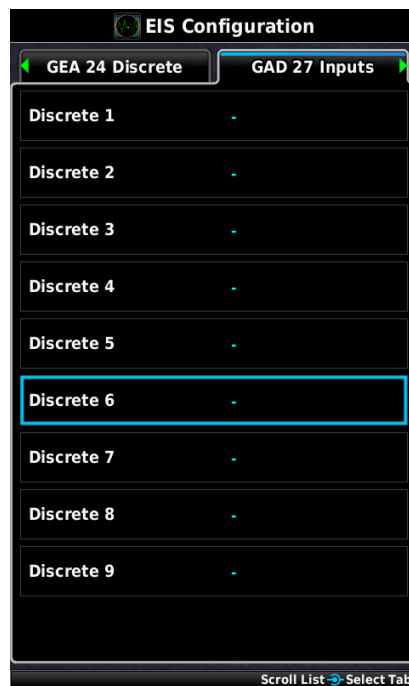 EIS Configuration
GEA 24 Discrete GAD 27 Inputs
Discrete 1 -
Discrete 2 -
Discrete 3 -
Discrete 4 -
Discrete 5 -
Discrete 6 -
Discrete 7 -
Discrete 8 -
Discrete 9 -
Scroll List Select Tab